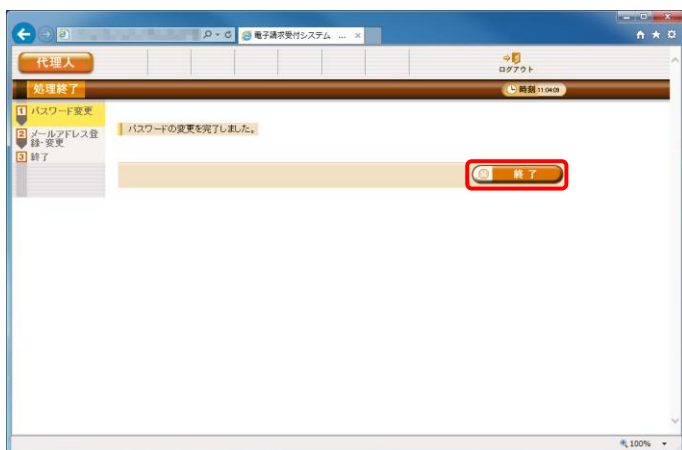 電子請求受付システム ...
代理人
ログアウト
処理終了
時刻 11:04:09
1 パスワード変更
2 メールアドレス登
録・変更
3 終了
パスワードの変更を完了しました。
終了
100%